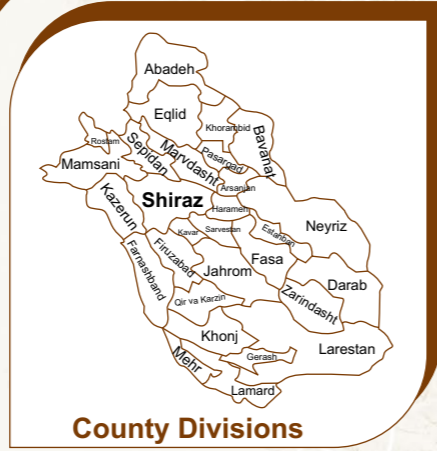 Abadeh
Eqlid
Khorambid
Bavanat
Rostam
Sepidan
Marvdasht
Pasargad
Mamsani
Arsanjan
Kazerun
Shiraz
Harameh
Neyriz
Kavar
Sarvestan
Estahban
Farnashband
Firuzabad
Jahrom
Fasa
Darab
Zarindasht
Qir va Karzin
Khonj
Larestan
Mehr
Gerash
Lamard
County Divisions